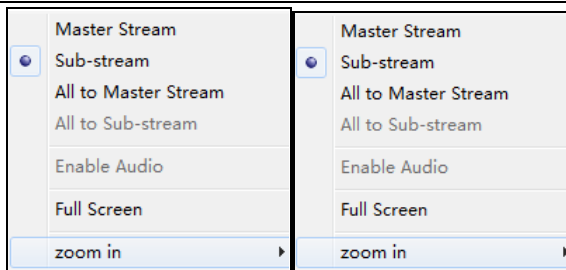 Master Stream
Sub-stream
All to Master Stream
All to Sub-stream
Enable Audio
Full Screen
zoom in
Master Stream
Sub-stream
All to Master Stream
All to Sub-stream
Enable Audio
Full Screen
zoom in